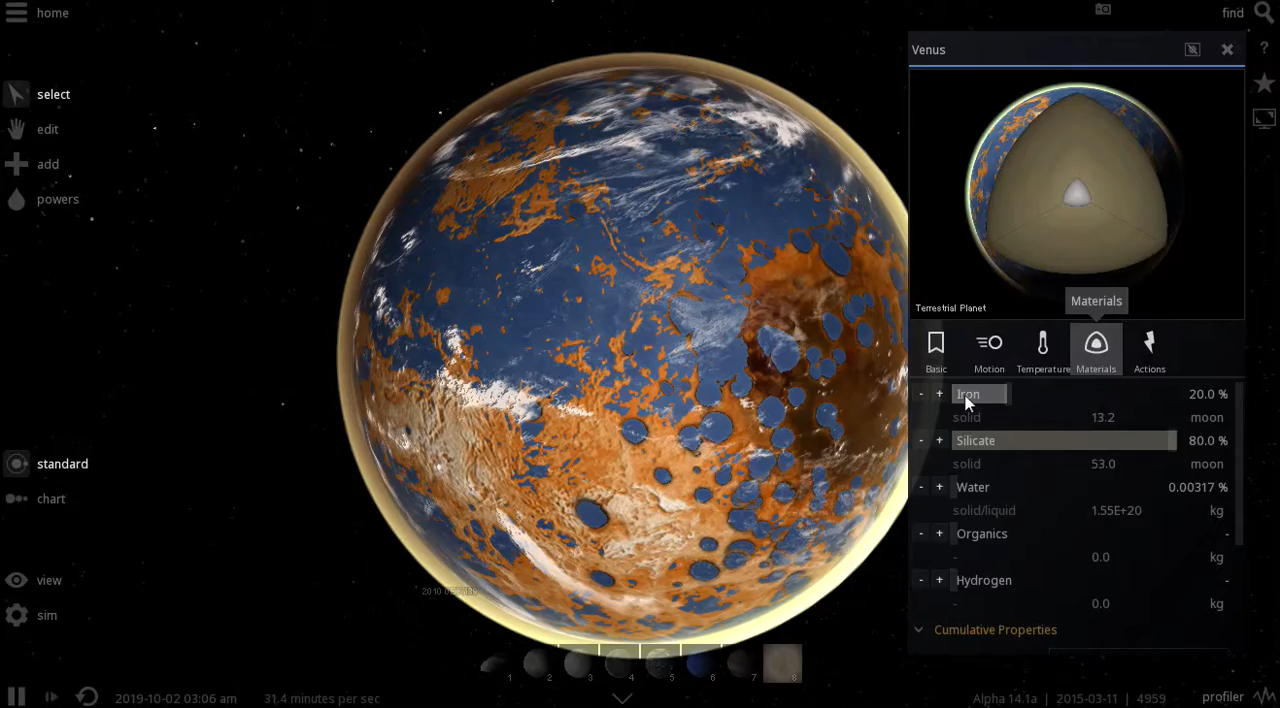 home
find
Venus
?
select
edit
add
powers
Terrestrial Planet
Materials
Basic Motion Temperature Materials Actions
- + Iron 20.0 %
solid 13.2 moon
- + Silicate 80.0 %
solid 53.0 moon
- + Water 0.00317 %
solid/liquid 1.55E+20 kg
- + Organics -
- 0.0 kg
- + Hydrogen -
- 0.0 kg
Cumulative Properties
standard
chart
view
sim
1 2 3 4 5 6 7 8
2019-10-02 03:06 am 31.4 minutes per sec
Alpha 14.1a | 2015-03-11 | 4959
profiler